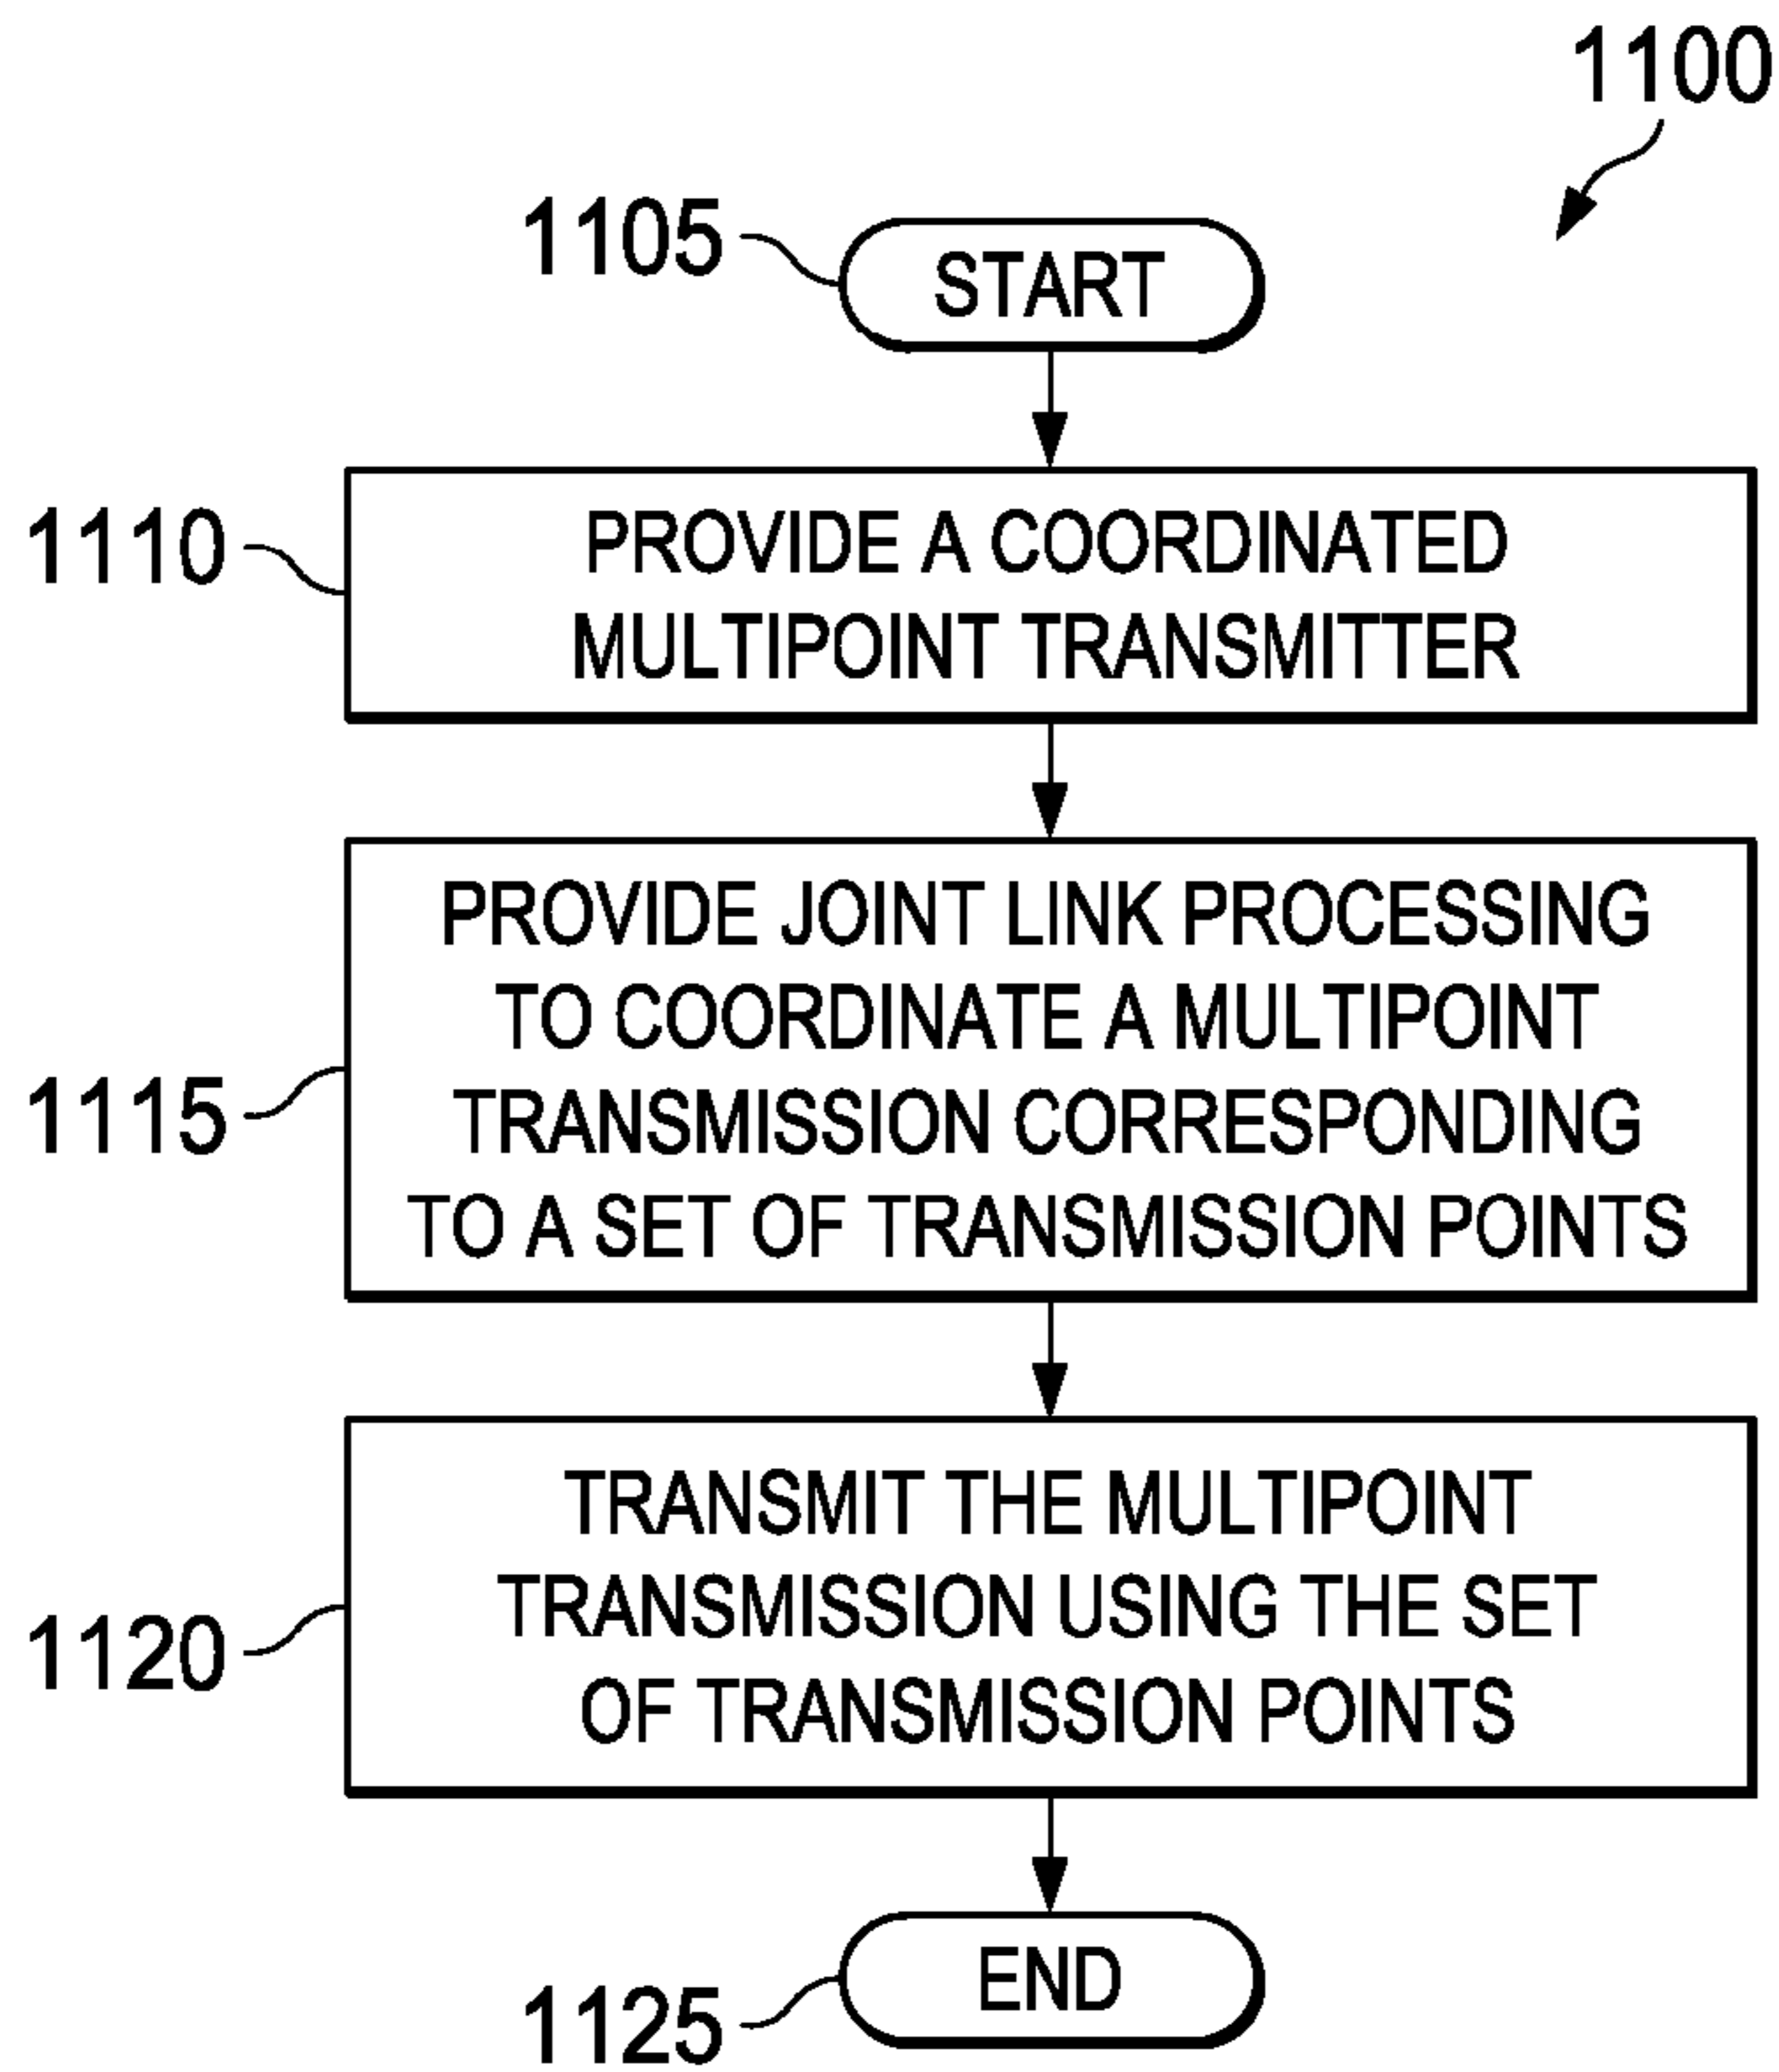 1100
1105
START
1110
PROVIDE A COORDINATED
MULTIPOINT TRANSMITTER
PROVIDE JOINT LINK PROCESSING
TO COORDINATE A MULTIPOINT
1115
TRANSMISSION CORRESPONDING
TO A SET OF TRANSMISSION POINTS
TRANSMIT THE MULTIPOINT
TRANSMISSION USING THE SET
1120
OF TRANSMISSION POINTS
END
1125